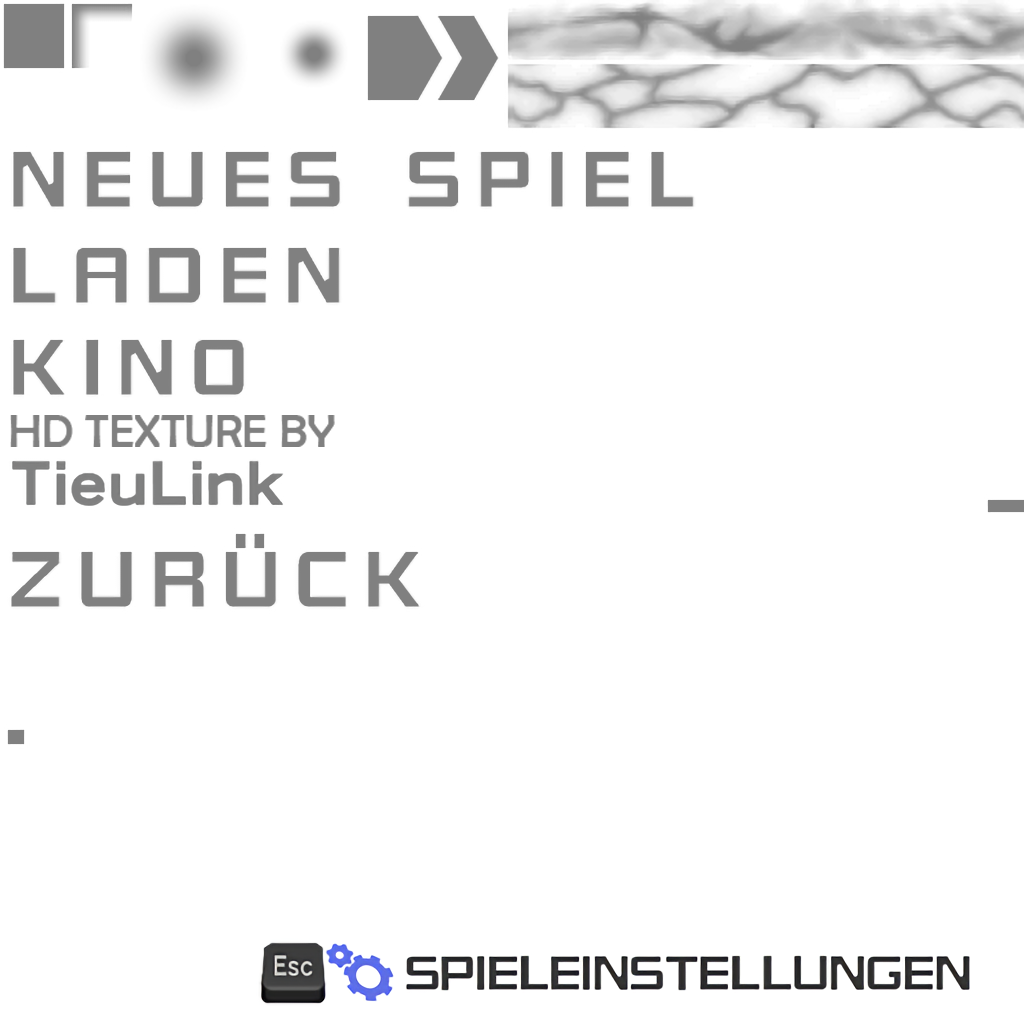 NEUES SPIEL
LADEN
KINO
HD TEXTURE BY
TieuLink
ZURÜCK
Esc SPIELEINSTELLUNGEN